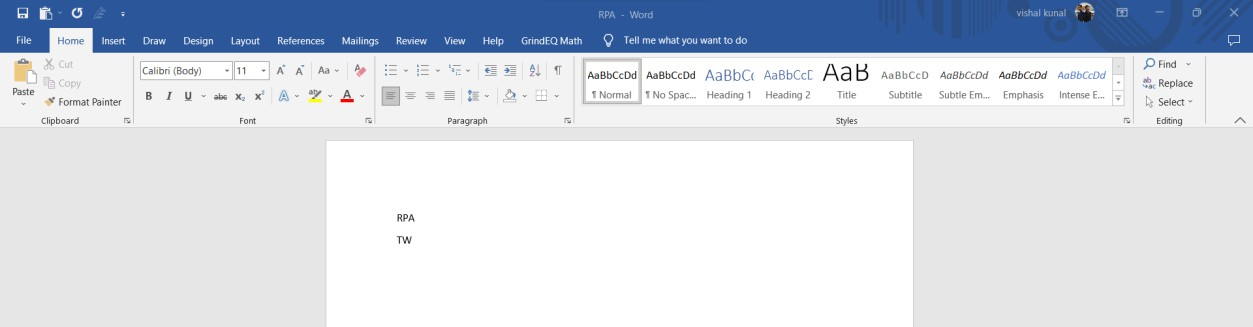 RPA - Word
vishal kunal
File Home Insert Draw Design Layout References Mailings Review View Help GrindEQ Math Tell me what you want to do
Paste
Cut
Copy
Format Painter
Clipboard
Calibri (Body) 11
Font
Paragraph
AaBbCcDd AaBbCcDd AaBbCc AaBbCcE AaB AaBbCcD AaBbCcDd AaBbCcDd AaBbCcDd
¶ Normal ¶ No Spac... Heading 1 Heading 2 Title Subtitle Subtle Em... Emphasis Intense E...
Styles
Find
Replace
Select
Editing
RPA
TW